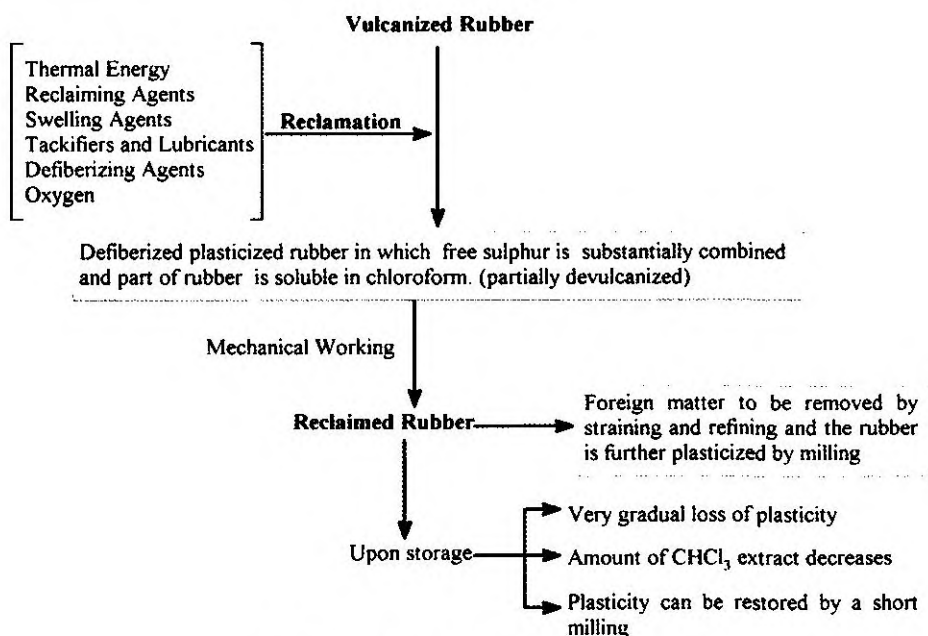 Vulcanized Rubber
Thermal Energy
Reclaiming Agents
Swelling Agents
Tackifiers and Lubricants
Defiberizing Agents
Oxygen
Reclamation
Defiberized plasticized rubber in which free sulphur is substantially combined
and part of rubber is soluble in chloroform. (partially devulcanized)
Mechanical Working
Reclaimed Rubber
Foreign matter to be removed by
straining and refining and the rubber
is further plasticized by milling
Upon storage
Very gradual loss of plasticity
Amount of CHCl₃ extract decreases
Plasticity can be restored by a short
milling